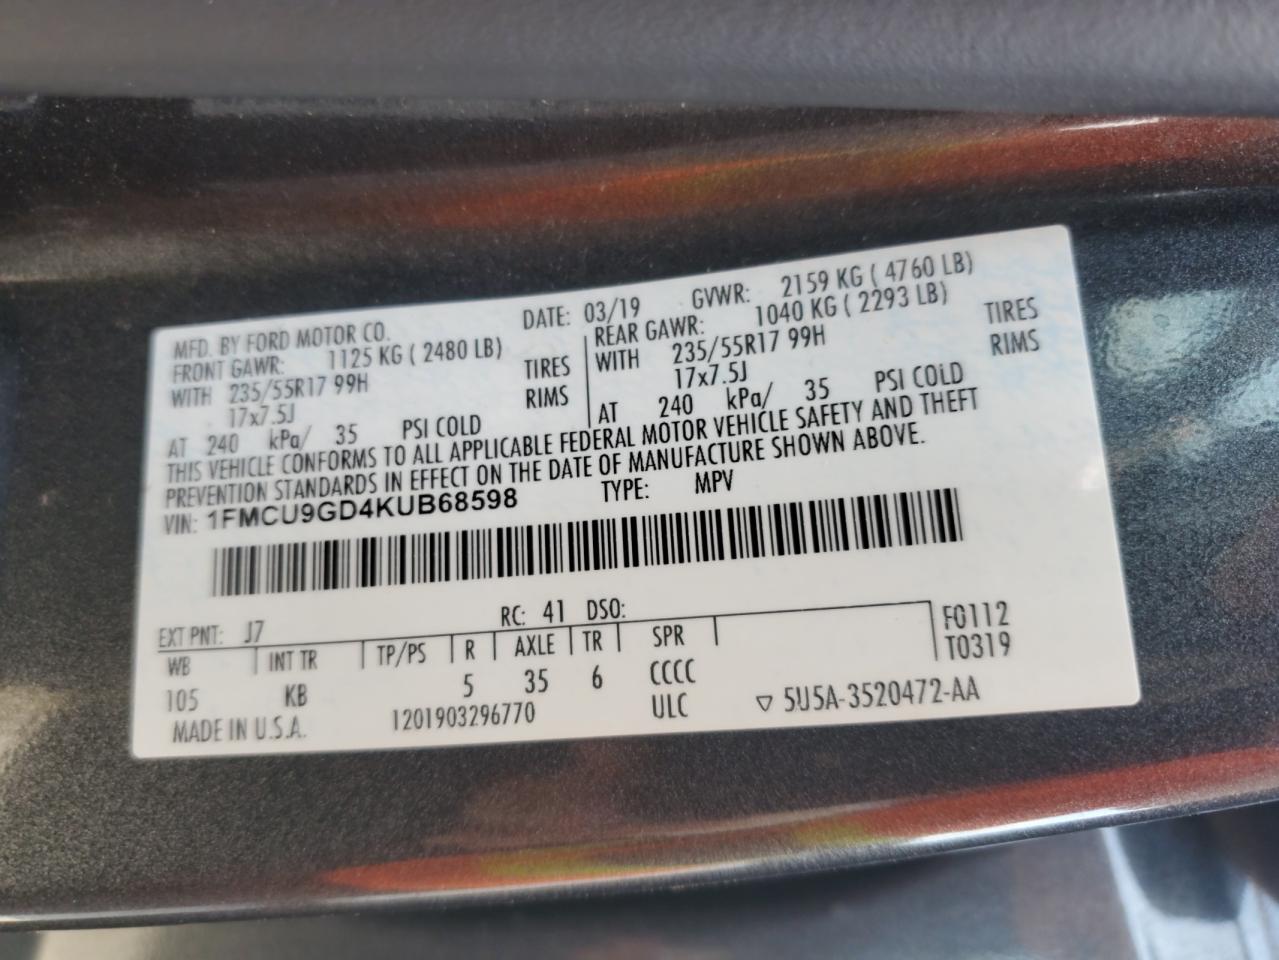 MFD. BY FORD MOTOR CO. DATE: 03/19 GVWR: 2159 KG ( 4760 LB)
FRONT GAWR: 1125 KG ( 2480 LB) REAR GAWR: 1040 KG ( 2293 LB)
WITH 235/55R17 99H TIRES WITH 235/55R17 99H TIRES
17x7.5J RIMS 17x7.5J RIMS
AT 240 kPa/ 35 PSI COLD AT 240 kPa/ 35 PSI COLD
THIS VEHICLE CONFORMS TO ALL APPLICABLE FEDERAL MOTOR VEHICLE SAFETY AND THEFT
PREVENTION STANDARDS IN EFFECT ON THE DATE OF MANUFACTURE SHOWN ABOVE.
VIN: 1FMCU9GD4KUB68598 TYPE: MPV
EXT PNT: J7 RC: 41 DSO: F0112
WB INT TR TP/PS R AXLE TR SPR T0319
105 KB 5 35 6 CCCC
MADE IN U.S.A. 1201903296770 ULC ▽ 5U5A-3520472-AA